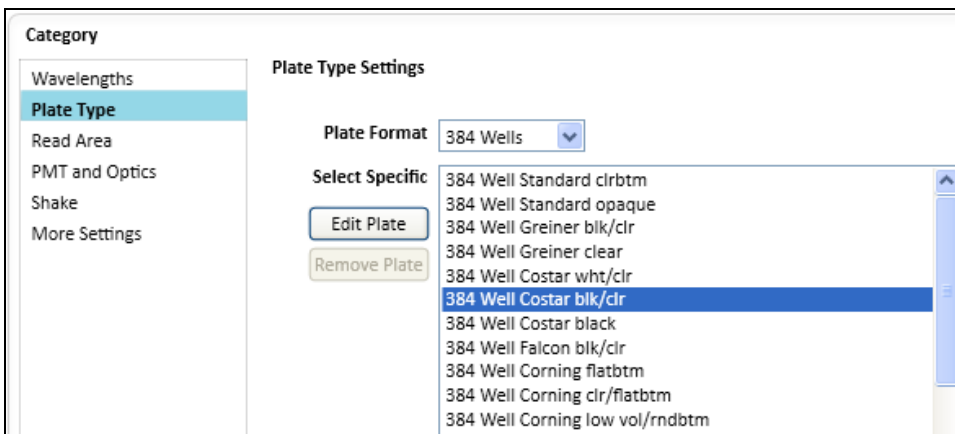 Category
Wavelengths
Plate Type
Read Area
PMT and Optics
Shake
More Settings
Plate Type Settings
Plate Format 384 Wells
Select Specific
Edit Plate
Remove Plate
384 Well Standard clrbtm
384 Well Standard opaque
384 Well Greiner blk/clr
384 Well Greiner clear
384 Well Costar wht/clr
384 Well Costar blk/clr
384 Well Costar black
384 Well Falcon blk/clr
384 Well Corning flatbtm
384 Well Corning clr/flatbtm
384 Well Corning low vol/rndbtm